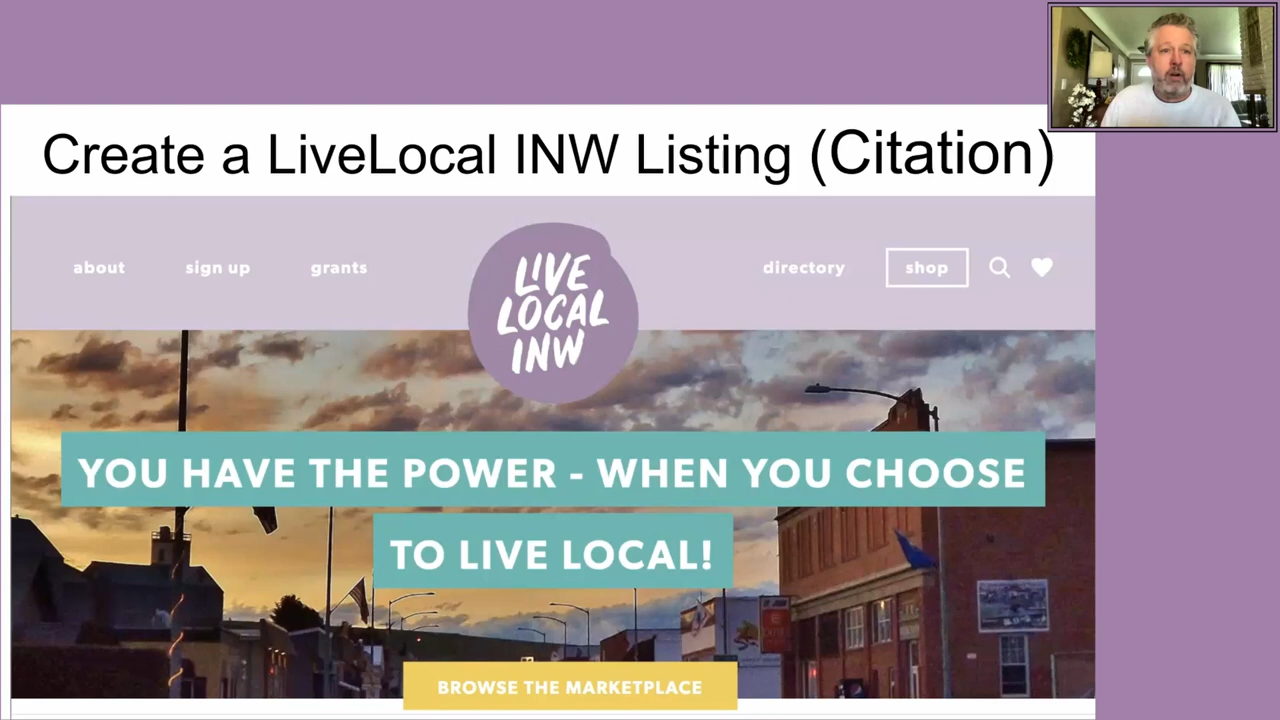 Create a LiveLocal INW Listing (Citation)
about sign up grants
LIVE
LOCAL
INW
directory shop
YOU HAVE THE POWER - WHEN YOU CHOOSE
TO LIVE LOCAL!
BROWSE THE MARKETPLACE